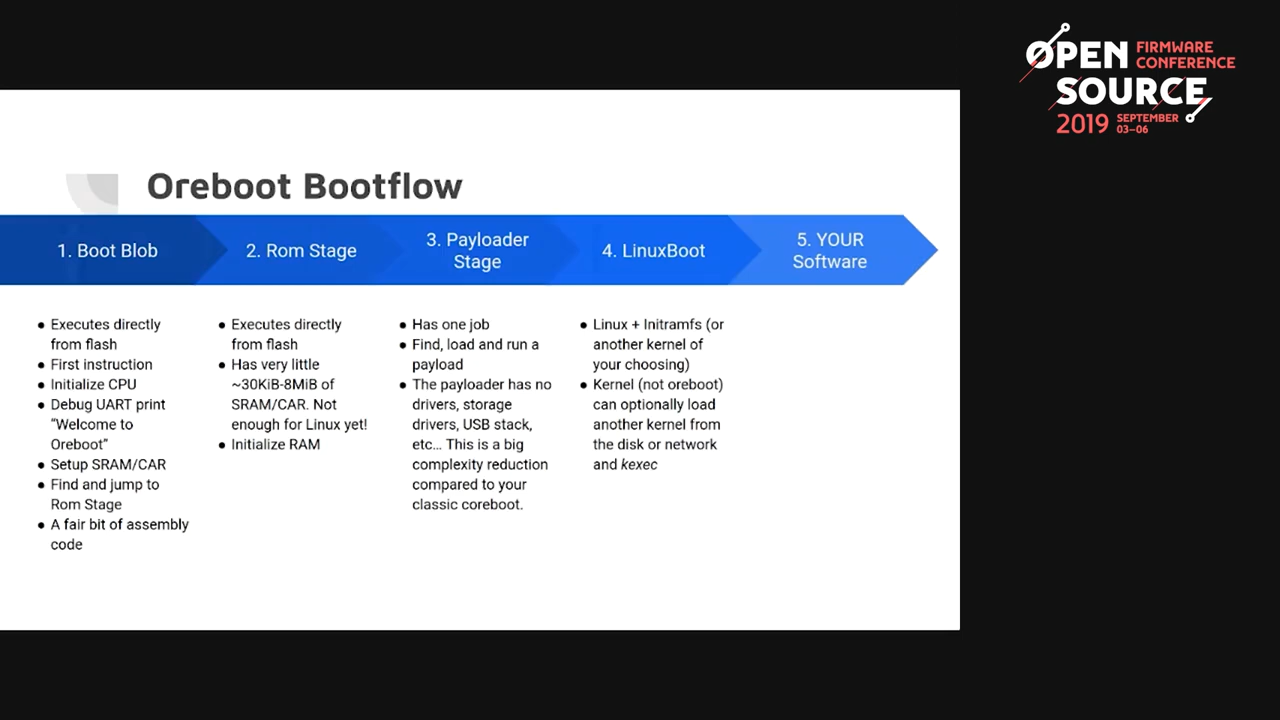 OPEN FIRMWARE
CONFERENCE
SOURCE
2019 SEPTEMBER
03–06
Oreboot Bootflow
1. Boot Blob
2. Rom Stage
3. Payloader
Stage
4. LinuxBoot
5. YOUR
Software
● Executes directly
from flash
● First instruction
● Initialize CPU
● Debug UART print
“Welcome to
Oreboot”
● Setup SRAM/CAR
● Find and jump to
Rom Stage
● A fair bit of assembly
code
● Executes directly
from flash
● Has very little
~30KiB-8MiB of
SRAM/CAR. Not
enough for Linux yet!
● Initialize RAM
● Has one job
● Find, load and run a
payload
● The payloader has no
drivers, storage
drivers, USB stack,
etc… This is a big
complexity reduction
compared to your
classic coreboot.
● Linux + Initramfs (or
another kernel of
your choosing)
● Kernel (not oreboot)
can optionally load
another kernel from
the disk or network
and kexec